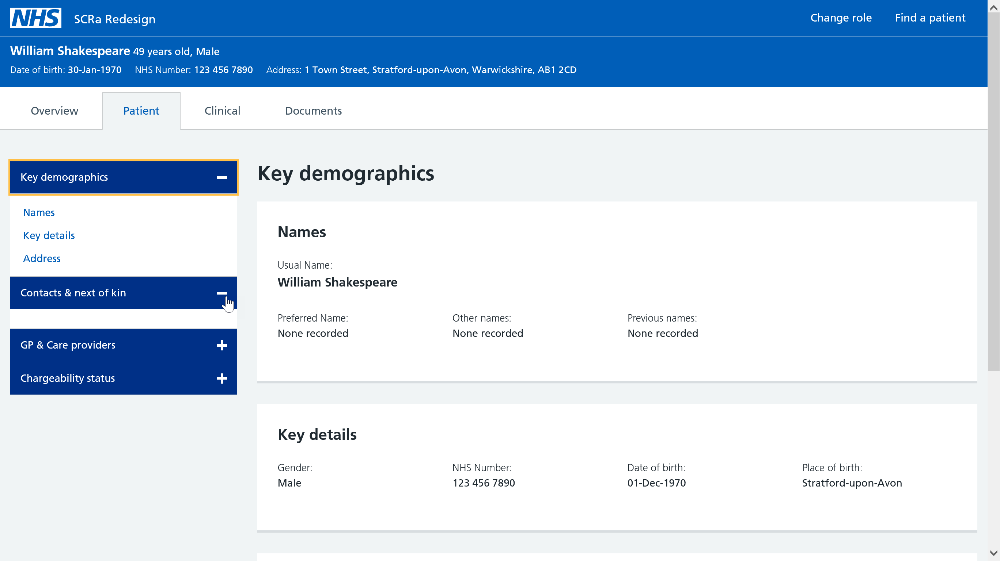 NHS SCRa Redesign Change role Find a patient
William Shakespeare 49 years old, Male
Date of birth: 30-Jan-1970 NHS Number: 123 456 7890 Address: 1 Town Street, Stratford-upon-Avon, Warwickshire, AB1 2CD
Overview Patient Clinical Documents
Key demographics
Names
Key details
Address
Contacts & next of kin
GP & Care providers
Chargeability status
Key demographics
Names
Usual Name:
William Shakespeare
Preferred Name: Other names: Previous names:
None recorded None recorded None recorded
Key details
Gender: NHS Number: Date of birth: Place of birth:
Male 123 456 7890 01-Dec-1970 Stratford-upon-Avon